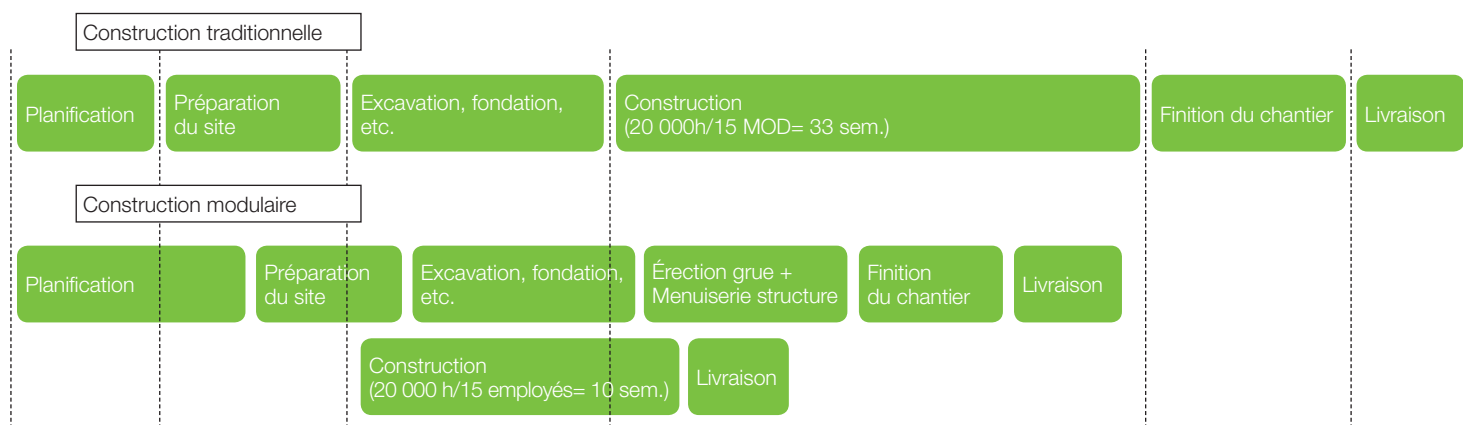 Construction traditionnelle
Planification
Préparation
du site
Excavation, fondation,
etc.
Construction
(20 000h/15 MOD= 33 sem.)
Finition du chantier
Livraison
Construction modulaire
Planification
Préparation
du site
Excavation, fondation,
etc.
Érection grue +
Menuiserie structure
Finition
du chantier
Livraison
Construction
(20 000 h/15 employés= 10 sem.)
Livraison